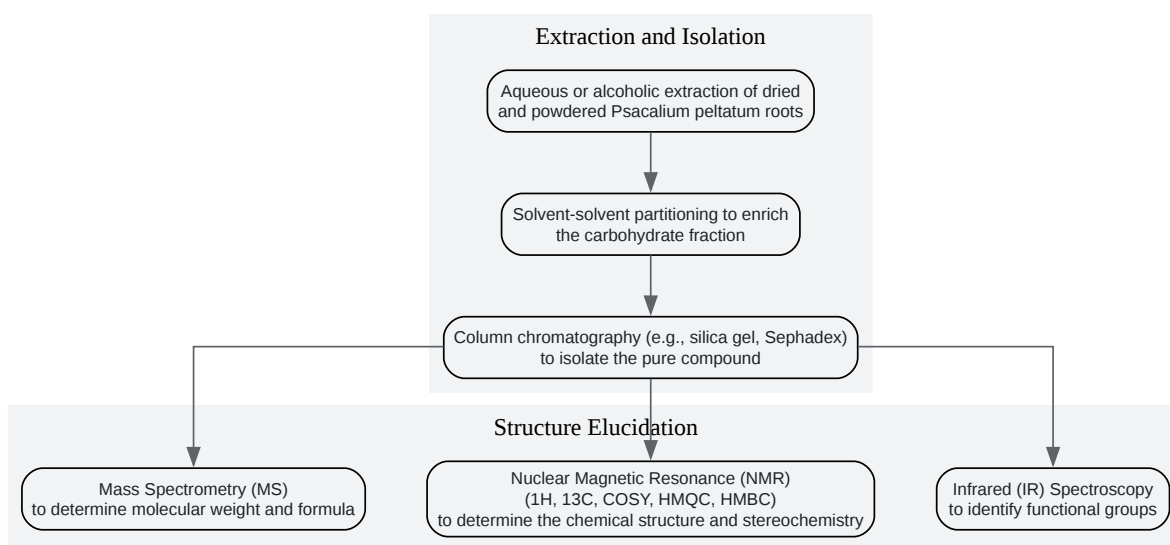 Extraction and Isolation
Aqueous or alcoholic extraction of dried
and powdered Psacalium peltatum roots
Solvent-solvent partitioning to enrich
the carbohydrate fraction
Column chromatography (e.g., silica gel, Sephadex)
to isolate the pure compound
Structure Elucidation
Mass Spectrometry (MS)
to determine molecular weight and formula
Nuclear Magnetic Resonance (NMR)
(1H, 13C, COSY, HMQC, HMBC)
to determine the chemical structure and stereochemistry
Infrared (IR) Spectroscopy
to identify functional groups